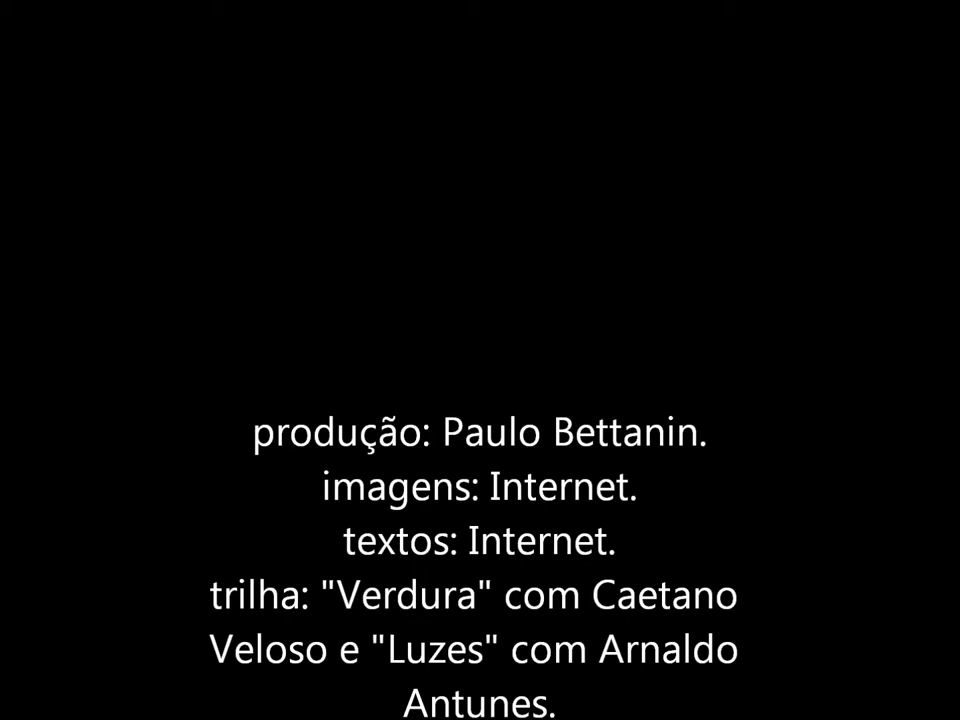 produção: Paulo Bettanin.
imagens: Internet.
textos: Internet.
trilha: "Verdura" com Caetano
Veloso e "Luzes" com Arnaldo
Antunes.